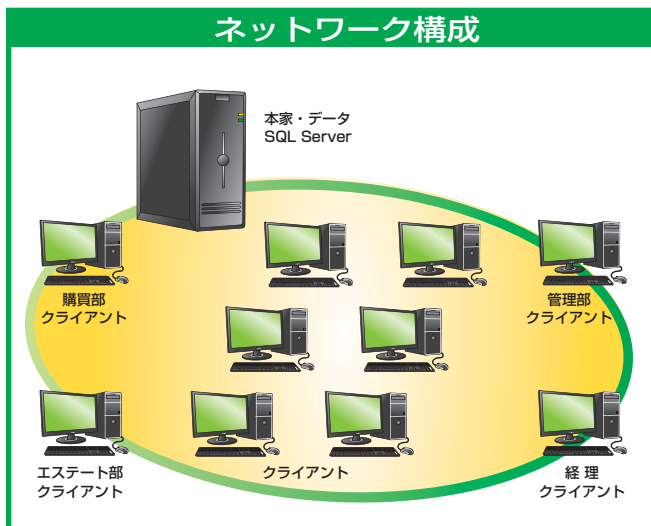 ネットワーク構成
本家・データ
SQL Server
購買部
クライアント
管理部
クライアント
エステート部
クライアント
クライアント
経 理
クライアント